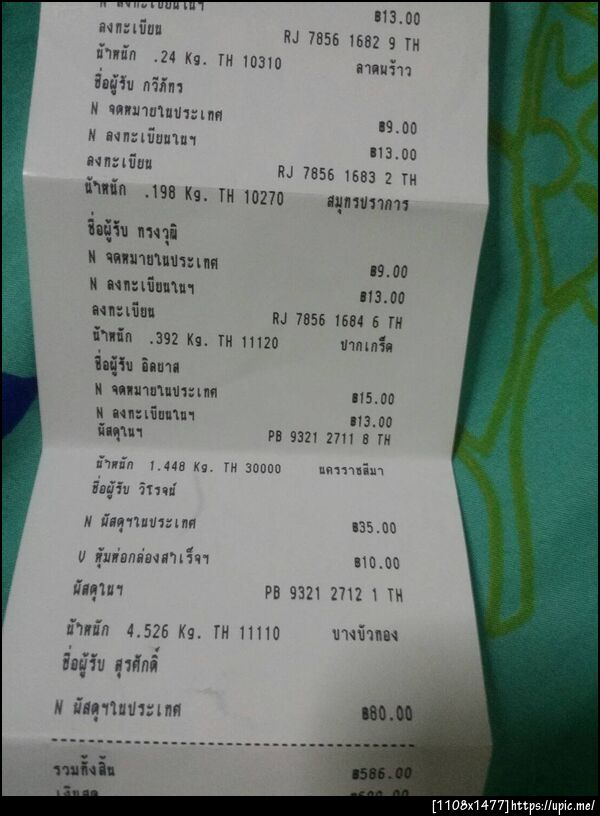 N ลงทะเบียนในฯ ฿13.00
ลงทะเบียน RJ 7856 1682 9 TH
น้ำหนัก .24 Kg. TH 10310 ลาดพร้าว
ชื่อผู้รับ กวีภัทร
N จดหมายในประเทศ ฿9.00
N ลงทะเบียนในฯ ฿13.00
ลงทะเบียน RJ 7856 1683 2 TH
น้ำหนัก .198 Kg. TH 10270 สมุทรปราการ
ชื่อผู้รับ ทรงวุฒิ
N จดหมายในประเทศ ฿9.00
N ลงทะเบียนในฯ ฿13.00
ลงทะเบียน RJ 7856 1684 6 TH
น้ำหนัก .392 Kg. TH 11120 ปากเกร็ด
ชื่อผู้รับ อิลยาส
N จดหมายในประเทศ ฿15.00
N ลงทะเบียนในฯ ฿13.00
พัสดุในฯ PB 9321 2711 8 TH
น้ำหนัก 1.448 Kg. TH 30000 นครราชสีมา
ชื่อผู้รับ วิโรจน์
N พัสดุฯในประเทศ ฿35.00
V หุ้มห่อกล่องสำเร็จฯ ฿10.00
พัสดุในฯ PB 9321 2712 1 TH
น้ำหนัก 4.526 Kg. TH 11110 บางบัวทอง
ชื่อผู้รับ สุรศักดิ์
N พัสดุฯในประเทศ ฿80.00
รวมทั้งสิ้น ฿586.00
เงินสด
[1108x1477]https://upic.me/